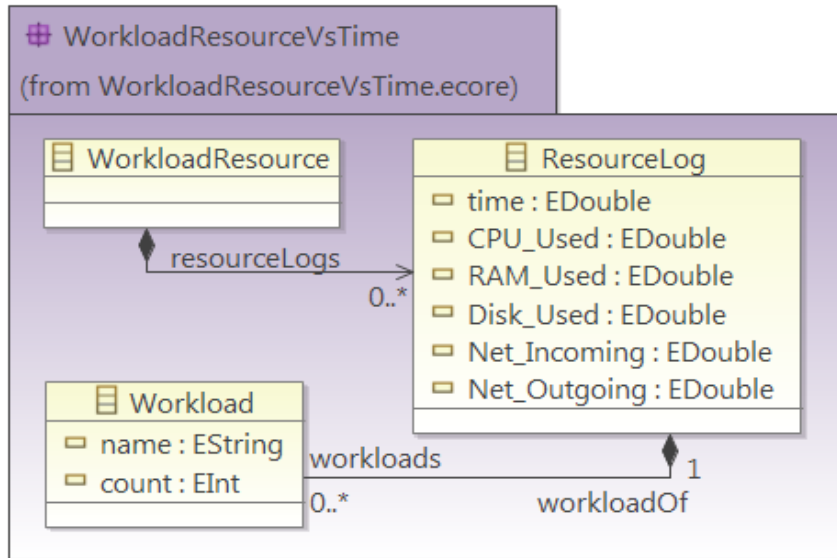 WorkloadResourceVsTime
(from WorkloadResourceVsTime.ecore)
WorkloadResource
resourceLogs
0..*
ResourceLog
time : EDouble
CPU_Used : EDouble
RAM_Used : EDouble
Disk_Used : EDouble
Net_Incoming : EDouble
Net_Outgoing : EDouble
Workload
name : EString
count : EInt
workloads
0..*
1
workloadOf